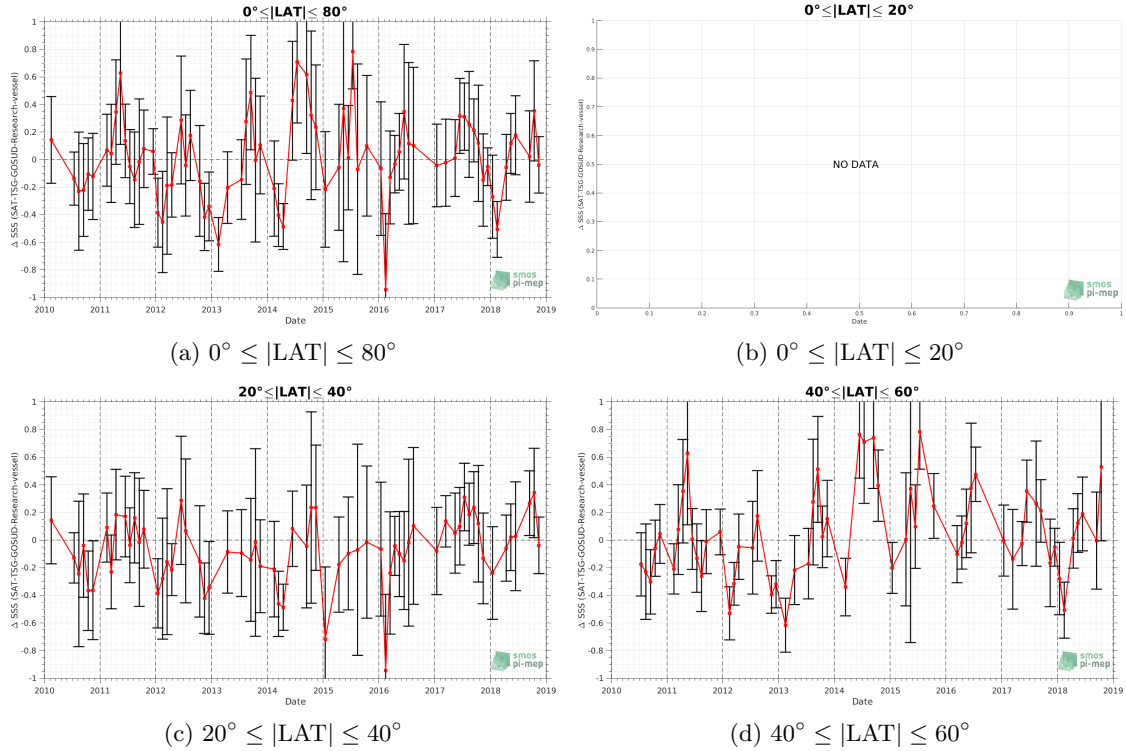 0°≤|LAT|≤ 80°
Δ SSS (SAT-TSG-GOSUD-Research-vessel)
1
0.8
0.6
0.4
0.2
0
-0.2
-0.4
-0.6
-0.8
-1
2010 2011 2012 2013 2014 2015 2016 2017 2018 2019
Date
smos
pi-mep
(a) 0° ≤ |LAT| ≤ 80°
0°≤|LAT|≤ 20°
Δ SSS (SAT-TSG-GOSUD-Research-vessel)
1
0.9
0.8
0.7
0.6
0.5
0.4
0.3
0.2
0.1
0
NO DATA
0 0.1 0.2 0.3 0.4 0.5 0.6 0.7 0.8 0.9 1
Date
smos
pi-mep
(b) 0° ≤ |LAT| ≤ 20°
20°≤|LAT|≤ 40°
Δ SSS (SAT-TSG-GOSUD-Research-vessel)
1
0.8
0.6
0.4
0.2
0
-0.2
-0.4
-0.6
-0.8
-1
2010 2011 2012 2013 2014 2015 2016 2017 2018 2019
Date
smos
pi-mep
(c) 20° ≤ |LAT| ≤ 40°
40°≤|LAT|≤ 60°
Δ SSS (SAT-TSG-GOSUD-Research-vessel)
1
0.8
0.6
0.4
0.2
0
-0.2
-0.4
-0.6
-0.8
-1
2010 2011 2012 2013 2014 2015 2016 2017 2018 2019
Date
smos
pi-mep
(d) 40° ≤ |LAT| ≤ 60°